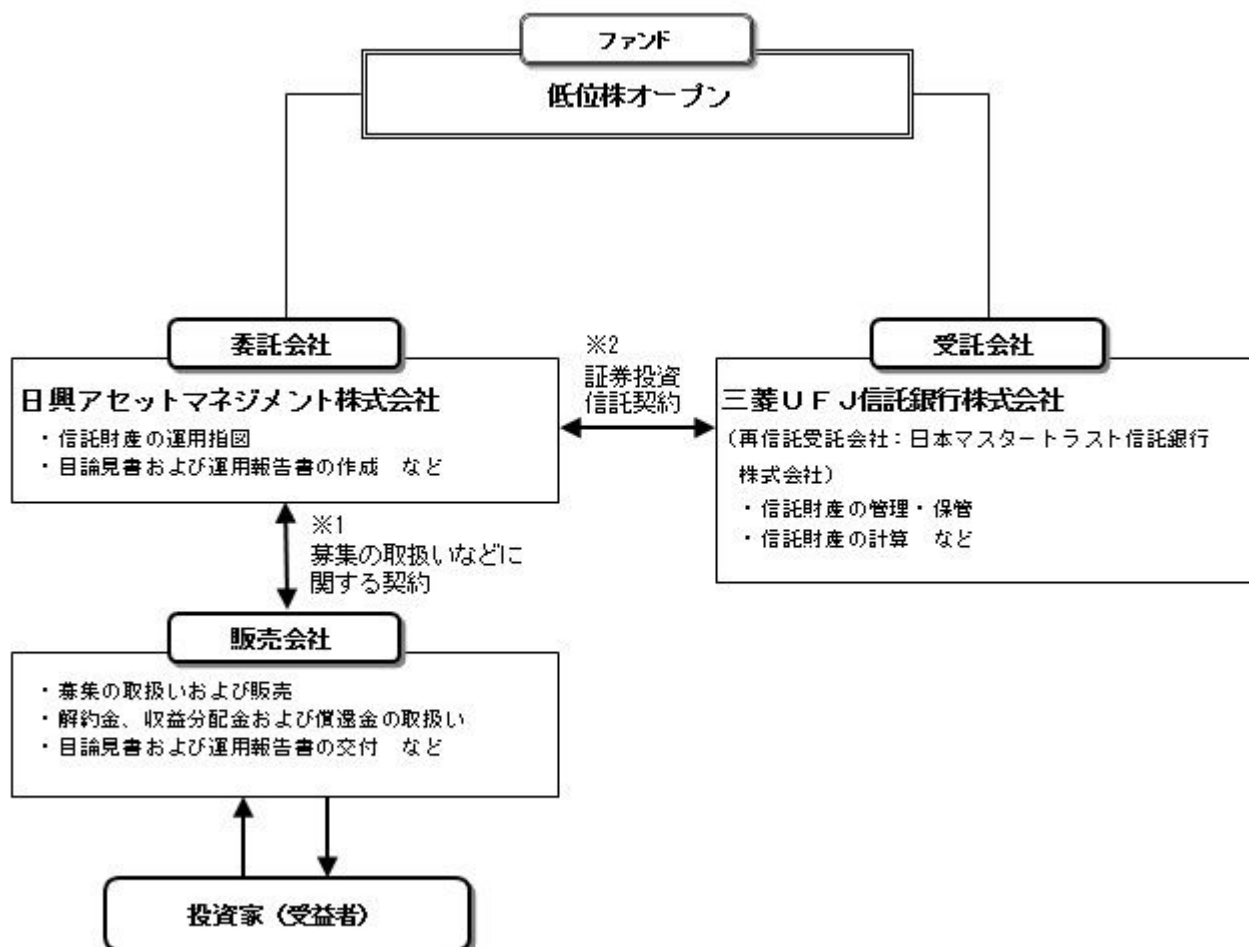 ファンド
低位株オープン
委託会社
日興アセットマネジメント株式会社
・信託財産の運用指図
・目論見書および運用報告書の作成　など
※2
証券投資
信託契約
受託会社
三菱ＵＦＪ信託銀行株式会社
（再信託受託会社：日本マスタートラスト信託銀行
株式会社）
・信託財産の管理・保管
・信託財産の計算　など
※1
募集の取扱いなどに
関する契約
販売会社
・募集の取扱いおよび販売
・解約金、収益分配金および償還金の取扱い
・目論見書および運用報告書の交付　など
投資家（受益者）